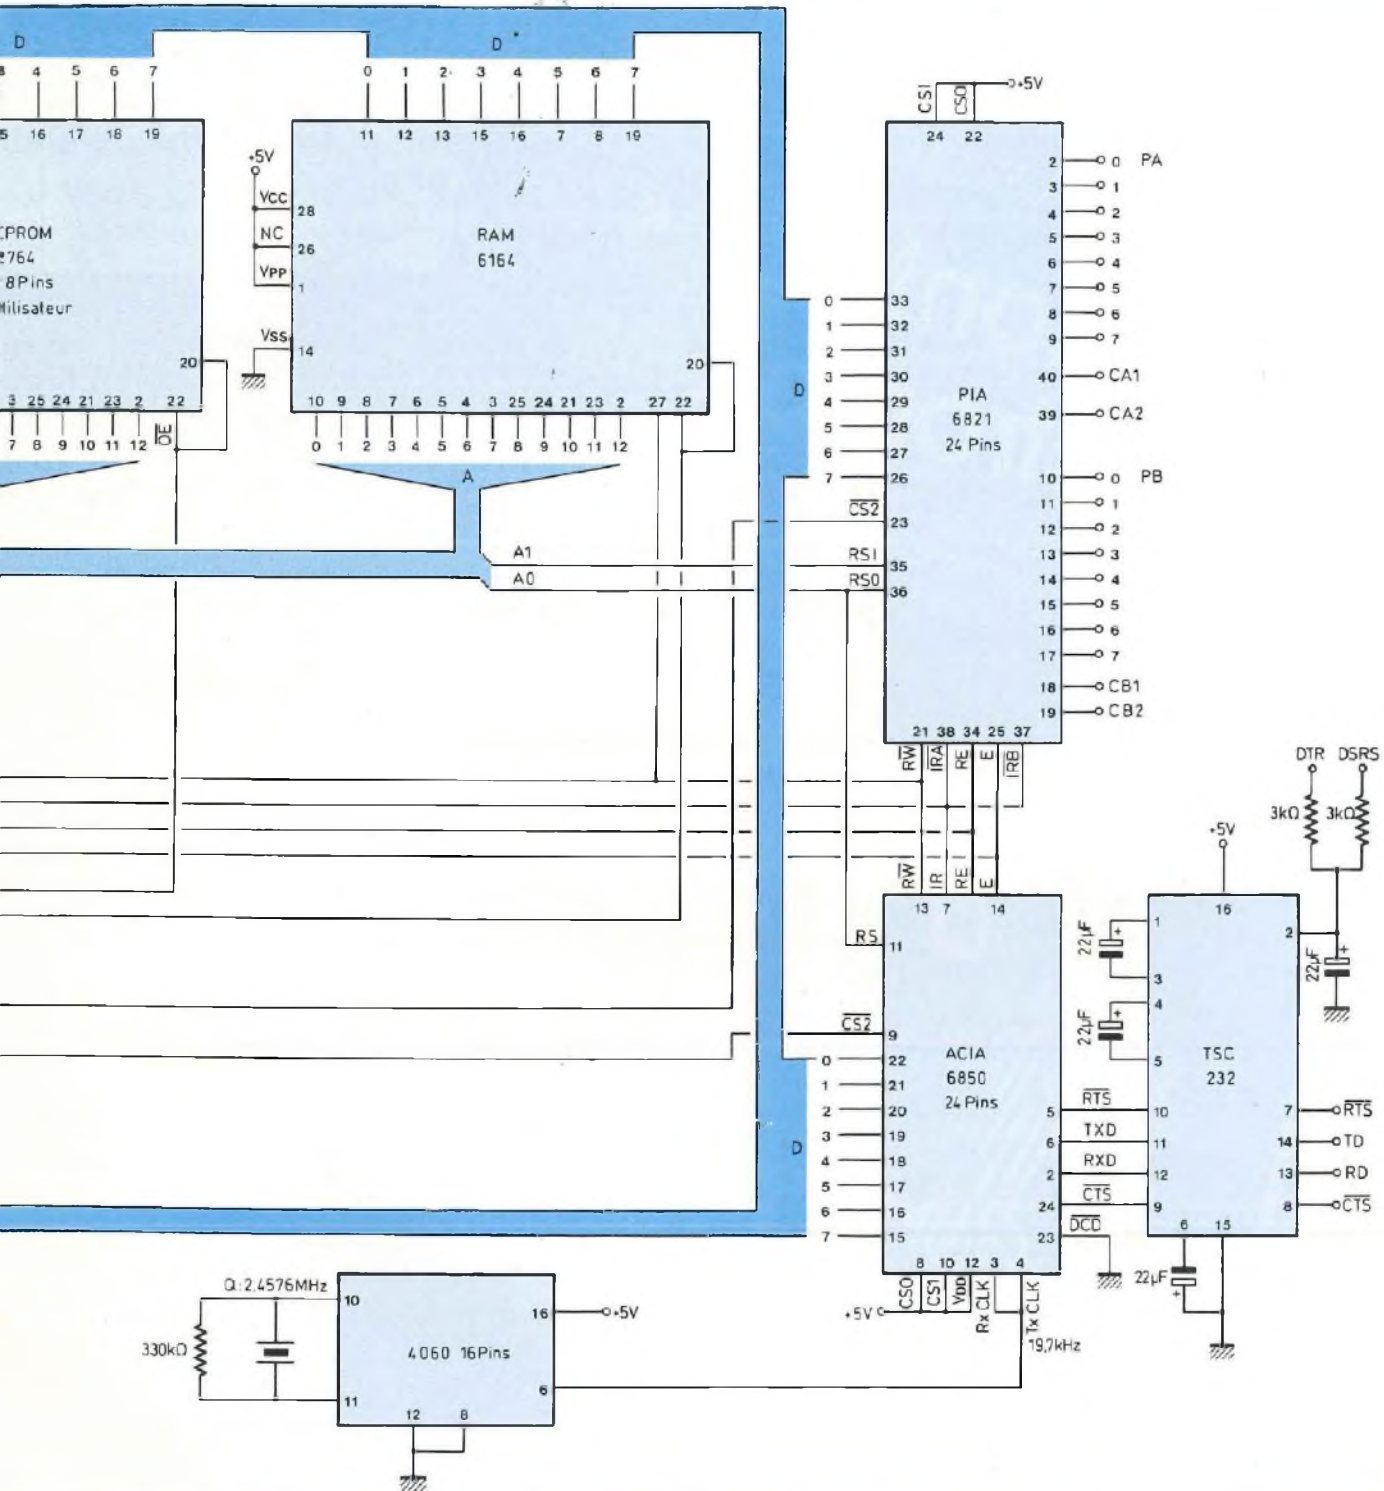 D
D
4 5 6 7
0 1 2 3 4 5 6 7
CS1
CS0
+5V
16 17 18 19
11 12 13 15 16 7 8 19
24 22
+5V
VCC
28
NC
26
VPP
1
VSS
14
RAM
6164
20
20
2 0 PA
3 1
4 2
5 3
6 4
7 5
8 6
9 7
40 CA1
39 CA2
10 0 PB
11 1
12 2
13 3
14 4
15 5
16 6
17 7
18 CB1
19 CB2
PIA
6821
24 Pins
D
0 33
1 32
2 31
3 30
4 29
5 28
6 27
7 26
CS2
23
RS1
35
RS0
36
3 25 24 21 23 2 22
7 8 9 10 11 12 OE
10 9 8 7 6 5 4 3 25 24 21 23 2 27 22
0 1 2 3 4 5 6 7 8 9 10 11 12
A
A1
A0
21 38 34 25 37
RW IRA RE E IRB
RW IR RE E
13 7 14
DTR DSRS
3kΩ 3kΩ
+5V
16
RS
11
CS2
9
D
0 22
1 21
2 20
3 19
4 18
5 17
6 16
7 15
ACIA
6850
24 Pins
22µF +
22µF +
22µF +
1
3
4
5
2
TSC
232
5 RTS 10
6 TXD 11
2 RXD 12
24 CTS 9
23 DCD
7 RTS
14 TD
13 RD
8 CTS
6 15
22µF +
8 10 12 3 4
+5V
CS0 CS1 VDD Rx CLK Tx CLK
19,7kHz
Q:2,4576MHz
330kΩ
10
11
4060 16Pins
16 +5V
6
12 8